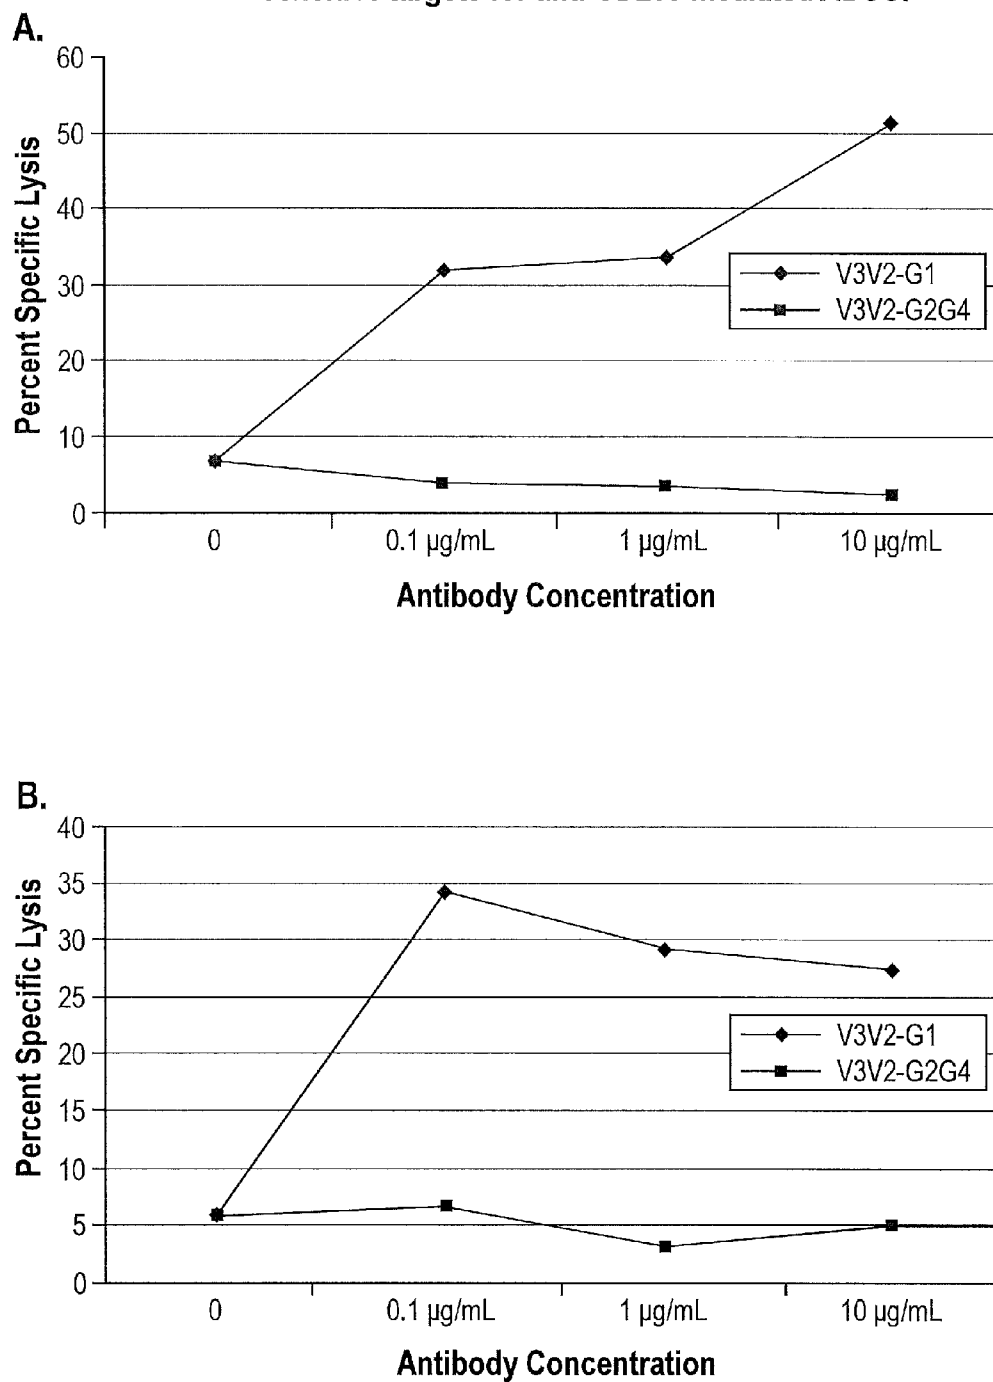 A.
60
50
40
30
20
10
0
Percent Specific Lysis
V3V2-G1
V3V2-G2G4
0 0.1 µg/mL 1 µg/mL 10 µg/mL
Antibody Concentration
B.
40
35
30
25
20
15
10
5
0
Percent Specific Lysis
V3V2-G1
V3V2-G2G4
0 0.1 µg/mL 1 µg/mL 10 µg/mL
Antibody Concentration